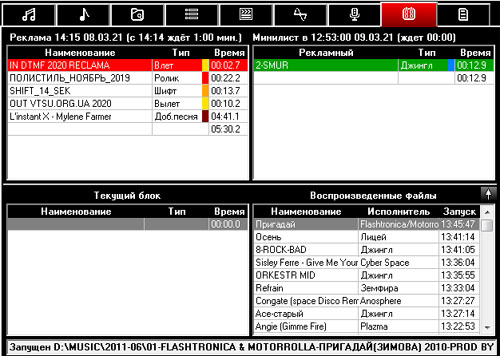 Реклама 14:15 08.03.21 (с 14:14 ждёт 1:00 мин.)
Наименование Тип Время
IN DTMF 2020 RECLAMA Влет 00:02.7
ПОЛИСТИЛЬ_НОЯБРЬ_2019 Ролик 00:22.2
SHIFT_14_SEK Шифт 00:13.7
OUT VTSU.ORG.UA 2020 Вылет 00:10.2
L'instant X - Mylene Farmer Доб.песня 04:41.1
05:30.2
Минилист в 12:53:00 09.03.21 (ждет 00:00)
Рекламный Тип Время
2-SMUR Джингл 00:12.9
00:12.9
Текущий блок
Наименование Тип Время
00:00.0
Воспроизведенные файлы
Наименование Исполнитель Запуск
Пригадай Flashtronica/Motorro 13:45:47
Осень Лицей 13:41:14
8-ROCK-BAD Джингл 13:41:05
Sisley Ferre - Give Me Your Cyber Space 13:36:04
ORKESTR MID Джингл 13:35:55
Refrain Земфира 13:33:04
Congate (space Disco Rem Anosphere 13:27:27
Асе-старый Джингл 13:27:14
Angie (Gimme Fire) Plazma 13:22:53
Запущен D:\MUSIC\2011-06\01-FLASHTRONICA & MOTORROLLA-ПРИГАДАЙ(ЗИМОВА) 2010-PROD BY